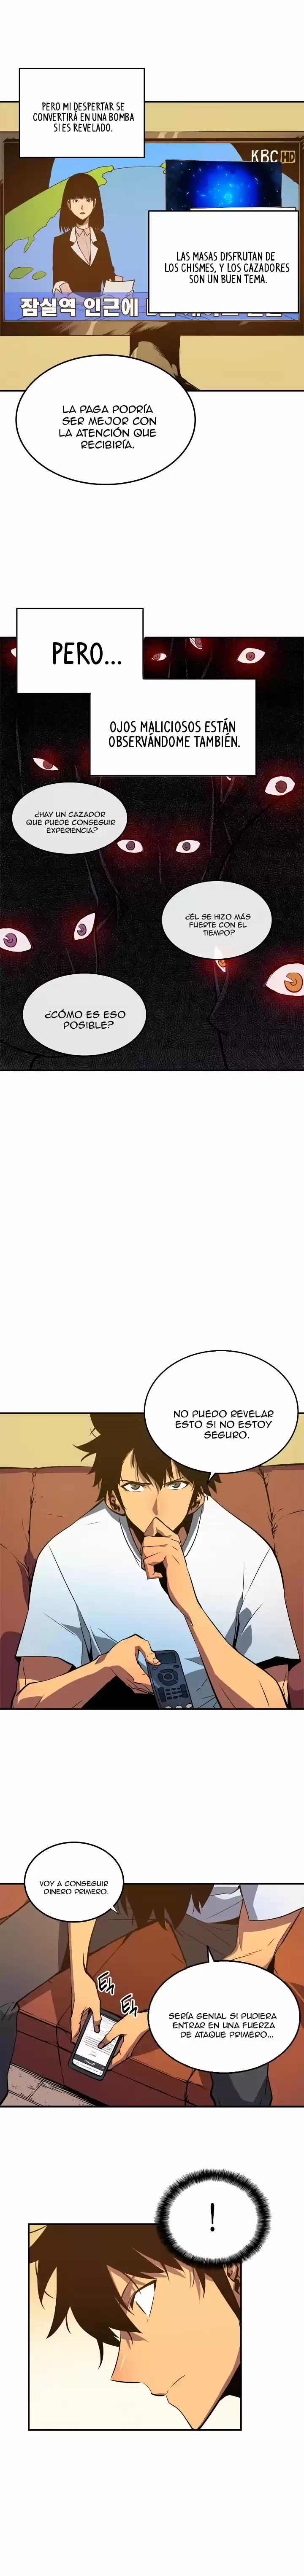 PERO MI DESPERTAR SE
CONVERTIRÁ EN UNA BOMBA
SI ES REVELADO.
KBC HD
LAS MASAS DISFRUTAN DE
LOS CHISMES, Y LOS CAZADORES
SON UN BUEN TEMA.
잠실역 인근에
LA PAGA PODRÍA
SER MEJOR CON
LA ATENCIÓN QUE
RECIBIRÍA.
PERO...
OJOS MALICIOSOS ESTÁN
OBSERVÁNDOME TAMBIÉN.
¿HAY UN CAZADOR
QUE PUEDE CONSEGUIR
EXPERIENCIA?
¿ÉL SE HIZO MÁS
FUERTE CON EL
TIEMPO?
¿CÓMO ES ESO
POSIBLE?
NO PUEDO REVELAR
ESTO SI NO ESTOY
SEGURO.
VOY A CONSEGUIR
DINERO PRIMERO.
SERÍA GENIAL SI PUDIERA
ENTRAR EN UNA FUERZA
DE ATAQUE PRIMERO...
!